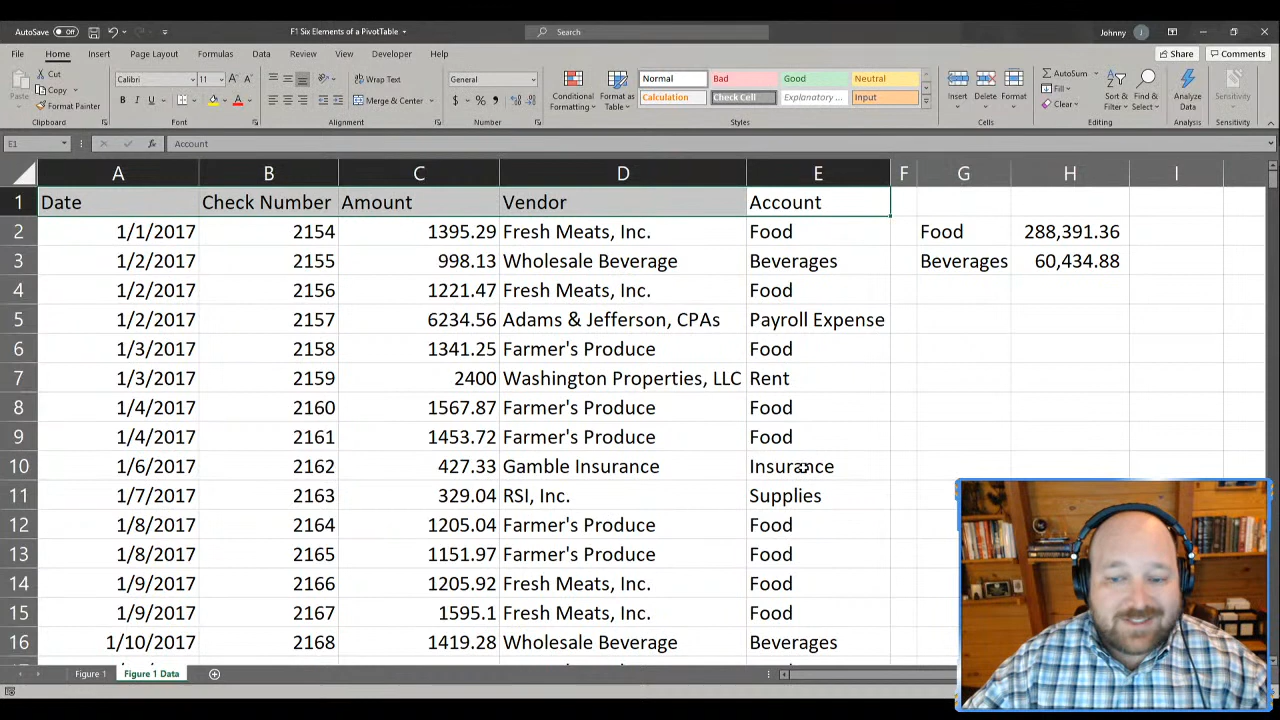 AutoSave Off F1 Six Elements of a PivotTable Search Johnny J
File Home Insert Page Layout Formulas Data Review View Developer Help Share Comments
Paste Cut Copy Format Painter Clipboard
Calibri 11 A A B I U Font
Wrap Text Merge & Center Alignment
General $ % Number
Conditional Formatting Format as Table Normal Bad Good Neutral Calculation Check Cell Explanatory ... Input Styles
Insert Delete Format Cells
AutoSum Fill Clear Sort & Filter Find & Select Editing
Analyze Data Analysis
Sensitivity Sensitivity
E1 fx Account
A B C D E F G H I
1 Date Check Number Amount Vendor Account
2 1/1/2017 2154 1395.29 Fresh Meats, Inc. Food Food 288,391.36
3 1/2/2017 2155 998.13 Wholesale Beverage Beverages Beverages 60,434.88
4 1/2/2017 2156 1221.47 Fresh Meats, Inc. Food
5 1/2/2017 2157 6234.56 Adams & Jefferson, CPAs Payroll Expense
6 1/3/2017 2158 1341.25 Farmer's Produce Food
7 1/3/2017 2159 2400 Washington Properties, LLC Rent
8 1/4/2017 2160 1567.87 Farmer's Produce Food
9 1/4/2017 2161 1453.72 Farmer's Produce Food
10 1/6/2017 2162 427.33 Gamble Insurance Insurance
11 1/7/2017 2163 329.04 RSI, Inc. Supplies
12 1/8/2017 2164 1205.04 Farmer's Produce Food
13 1/8/2017 2165 1151.97 Farmer's Produce Food
14 1/9/2017 2166 1205.92 Fresh Meats, Inc. Food
15 1/9/2017 2167 1595.1 Fresh Meats, Inc. Food
16 1/10/2017 2168 1419.28 Wholesale Beverage Beverages
Figure 1 Figure 1 Data